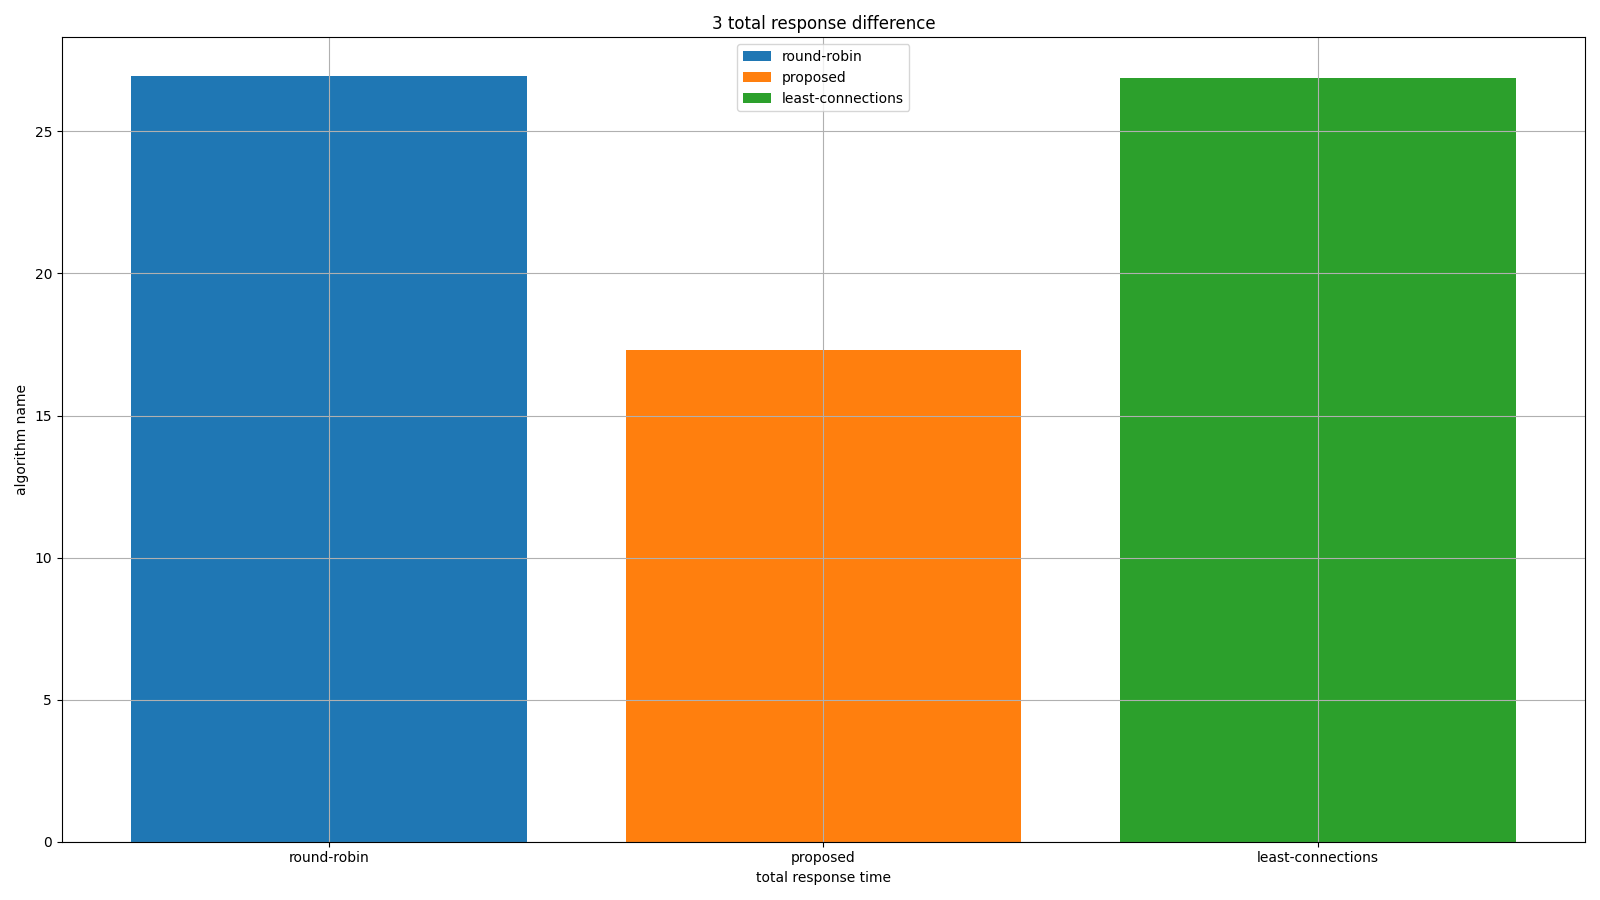 3 total response difference
round-robin
proposed
least-connections
25
20
15
10
5
0
algorithm name
round-robin
proposed
least-connections
total response time